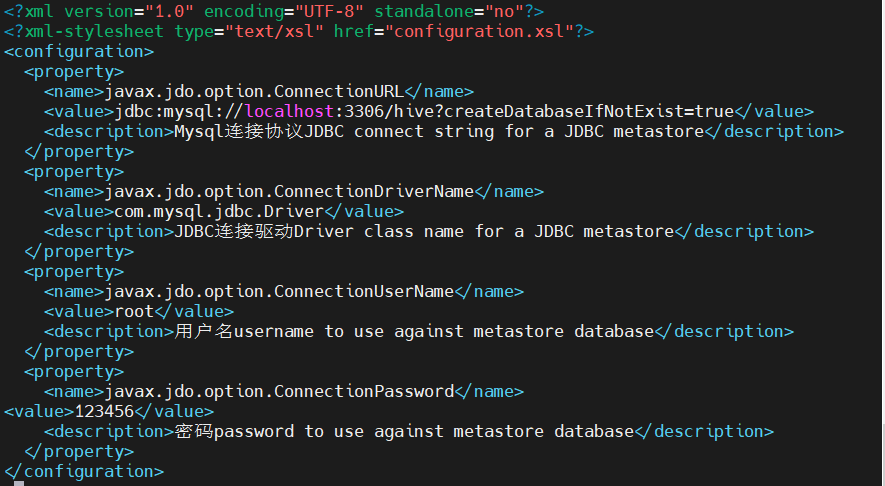 <?xml version="1.0" encoding="UTF-8" standalone="no"?>
<?xml-stylesheet type="text/xsl" href="configuration.xsl"?>
<configuration>
  <property>
    <name>javax.jdo.option.ConnectionURL</name>
    <value>jdbc:mysql://localhost:3306/hive?createDatabaseIfNotExist=true</value>
    <description>Mysql连接协议JDBC connect string for a JDBC metastore</description>
  </property>
  <property>
    <name>javax.jdo.option.ConnectionDriverName</name>
    <value>com.mysql.jdbc.Driver</value>
    <description>JDBC连接驱动Driver class name for a JDBC metastore</description>
  </property>
  <property>
    <name>javax.jdo.option.ConnectionUserName</name>
    <value>root</value>
    <description>用户名username to use against metastore database</description>
  </property>
  <property>
    <name>javax.jdo.option.ConnectionPassword</name>
<value>123456</value>
    <description>密码password to use against metastore database</description>
  </property>
</configuration>